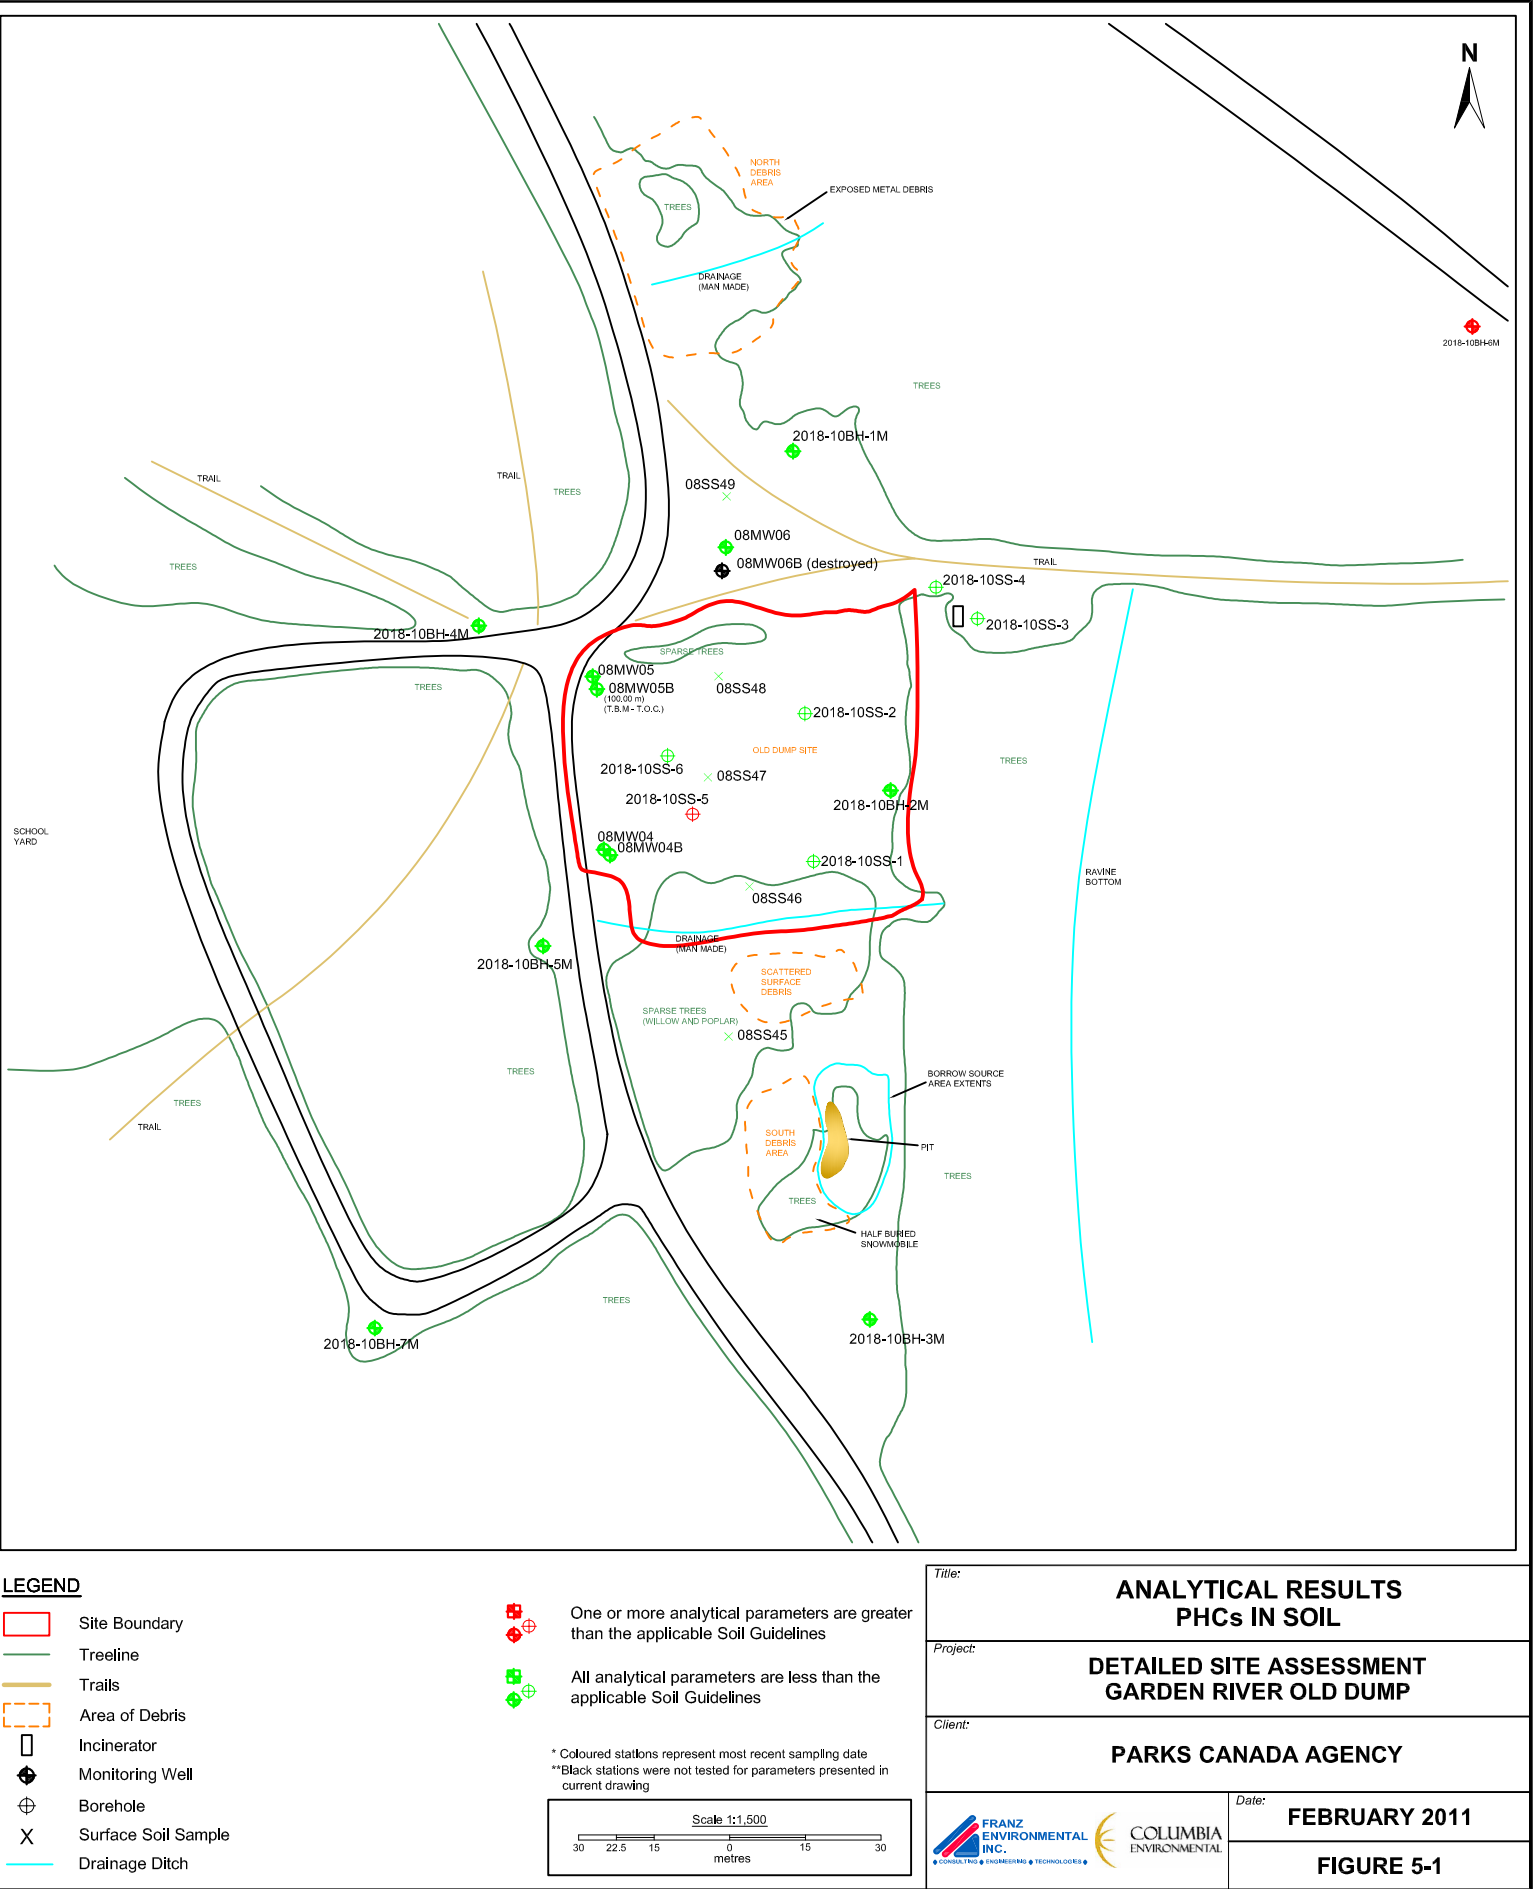 N
NORTH
DEBRIS
AREA
EXPOSED METAL DEBRIS
TREES
DRAINAGE
(MAN MADE)
2018-10BH-6M
TREES
2018-10BH-1M
TRAIL
TRAIL
TREES
08SS49
08MW06
08MW06B (destroyed)
TREES
TRAIL
2018-10SS-4
2018-10SS-3
2018-10BH-4M
SPARSE TREES
08MW05
08MW05B
(100.00 m)
(T.B.M - T.O.C.)
08SS48
TREES
2018-10SS-2
OLD DUMP SITE
TREES
2018-10SS-6
08SS47
2018-10SS-5
2018-10BH-2M
SCHOOL
YARD
08MW04
08MW04B
2018-10SS-1
RAVINE
BOTTOM
08SS46
DRAINAGE
(MAN MADE)
2018-10BH-5M
SCATTERED
SURFACE
DEBRIS
SPARSE TREES
(WILLOW AND POPLAR)
08SS45
TREES
BORROW SOURCE
AREA EXTENTS
TREES
TRAIL
SOUTH
DEBRIS
AREA
PIT
TREES
TREES
HALF BURIED
SNOWMOBILE
TREES
2018-10BH-7M
2018-10BH-3M
LEGEND
Site Boundary
Treeline
Trails
Area of Debris
Incinerator
Monitoring Well
Borehole
X Surface Soil Sample
Drainage Ditch
One or more analytical parameters are greater
than the applicable Soil Guidelines
All analytical parameters are less than the
applicable Soil Guidelines
* Coloured stations represent most recent sampling date
**Black stations were not tested for parameters presented in
current drawing
Scale 1:1,500
30 22.5 15 0 15 30
metres
Title:
ANALYTICAL RESULTS
PHCs IN SOIL
Project:
DETAILED SITE ASSESSMENT
GARDEN RIVER OLD DUMP
Client:
PARKS CANADA AGENCY
FRANZ
ENVIRONMENTAL
INC.
CONSULTING ENGINEERING TECHNOLOGIES
COLUMBIA
ENVIRONMENTAL
Date:
FEBRUARY 2011
FIGURE 5-1